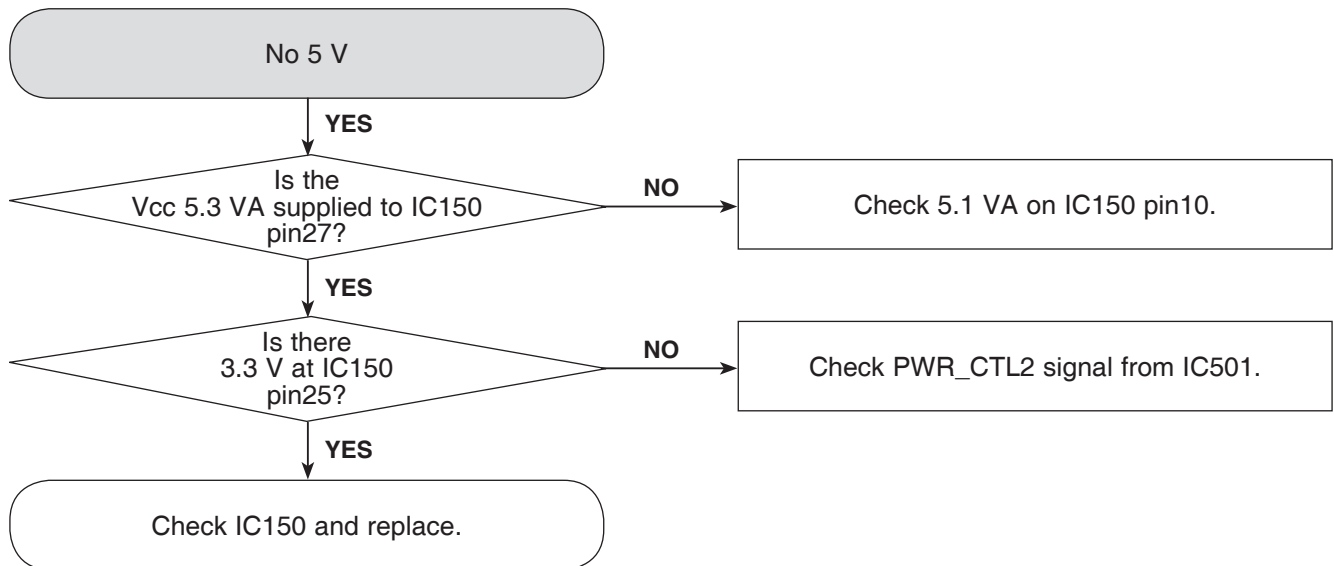 No 5 V
YES
Is the
Vcc 5.3 VA supplied to IC150
pin27?
NO
Check 5.1 VA on IC150 pin10.
YES
Is there
3.3 V at IC150
pin25?
NO
Check PWR_CTL2 signal from IC501.
YES
Check IC150 and replace.